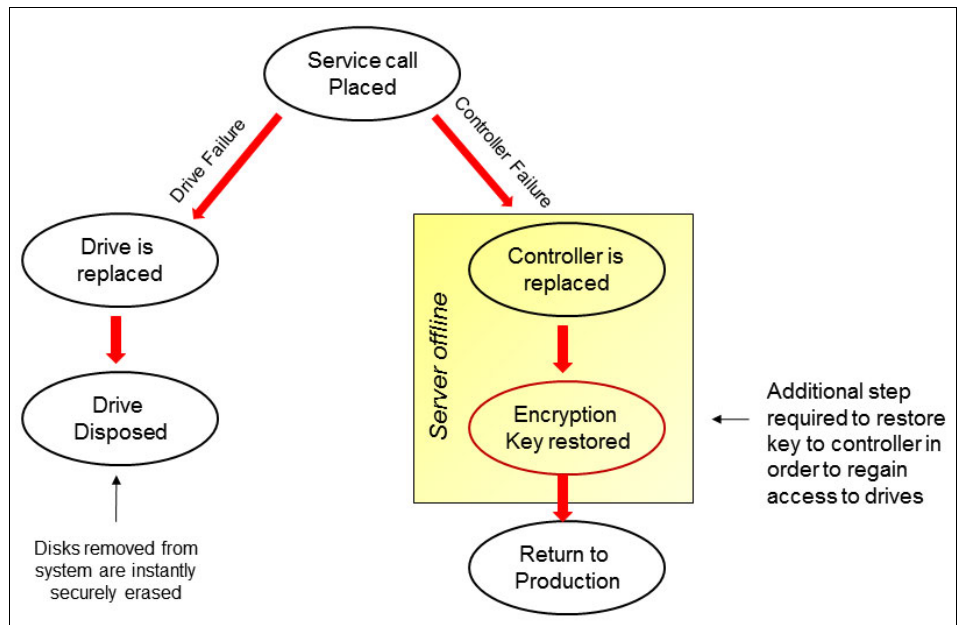 Service call
Placed
Drive Failure
Controller Failure
Drive is
replaced
Controller is
replaced
Server offline
Drive
Disposed
Encryption
Key restored
Additional step
required to restore
key to controller in
order to regain
access to drives
Disks removed from
system are instantly
securely erased
Return to
Production